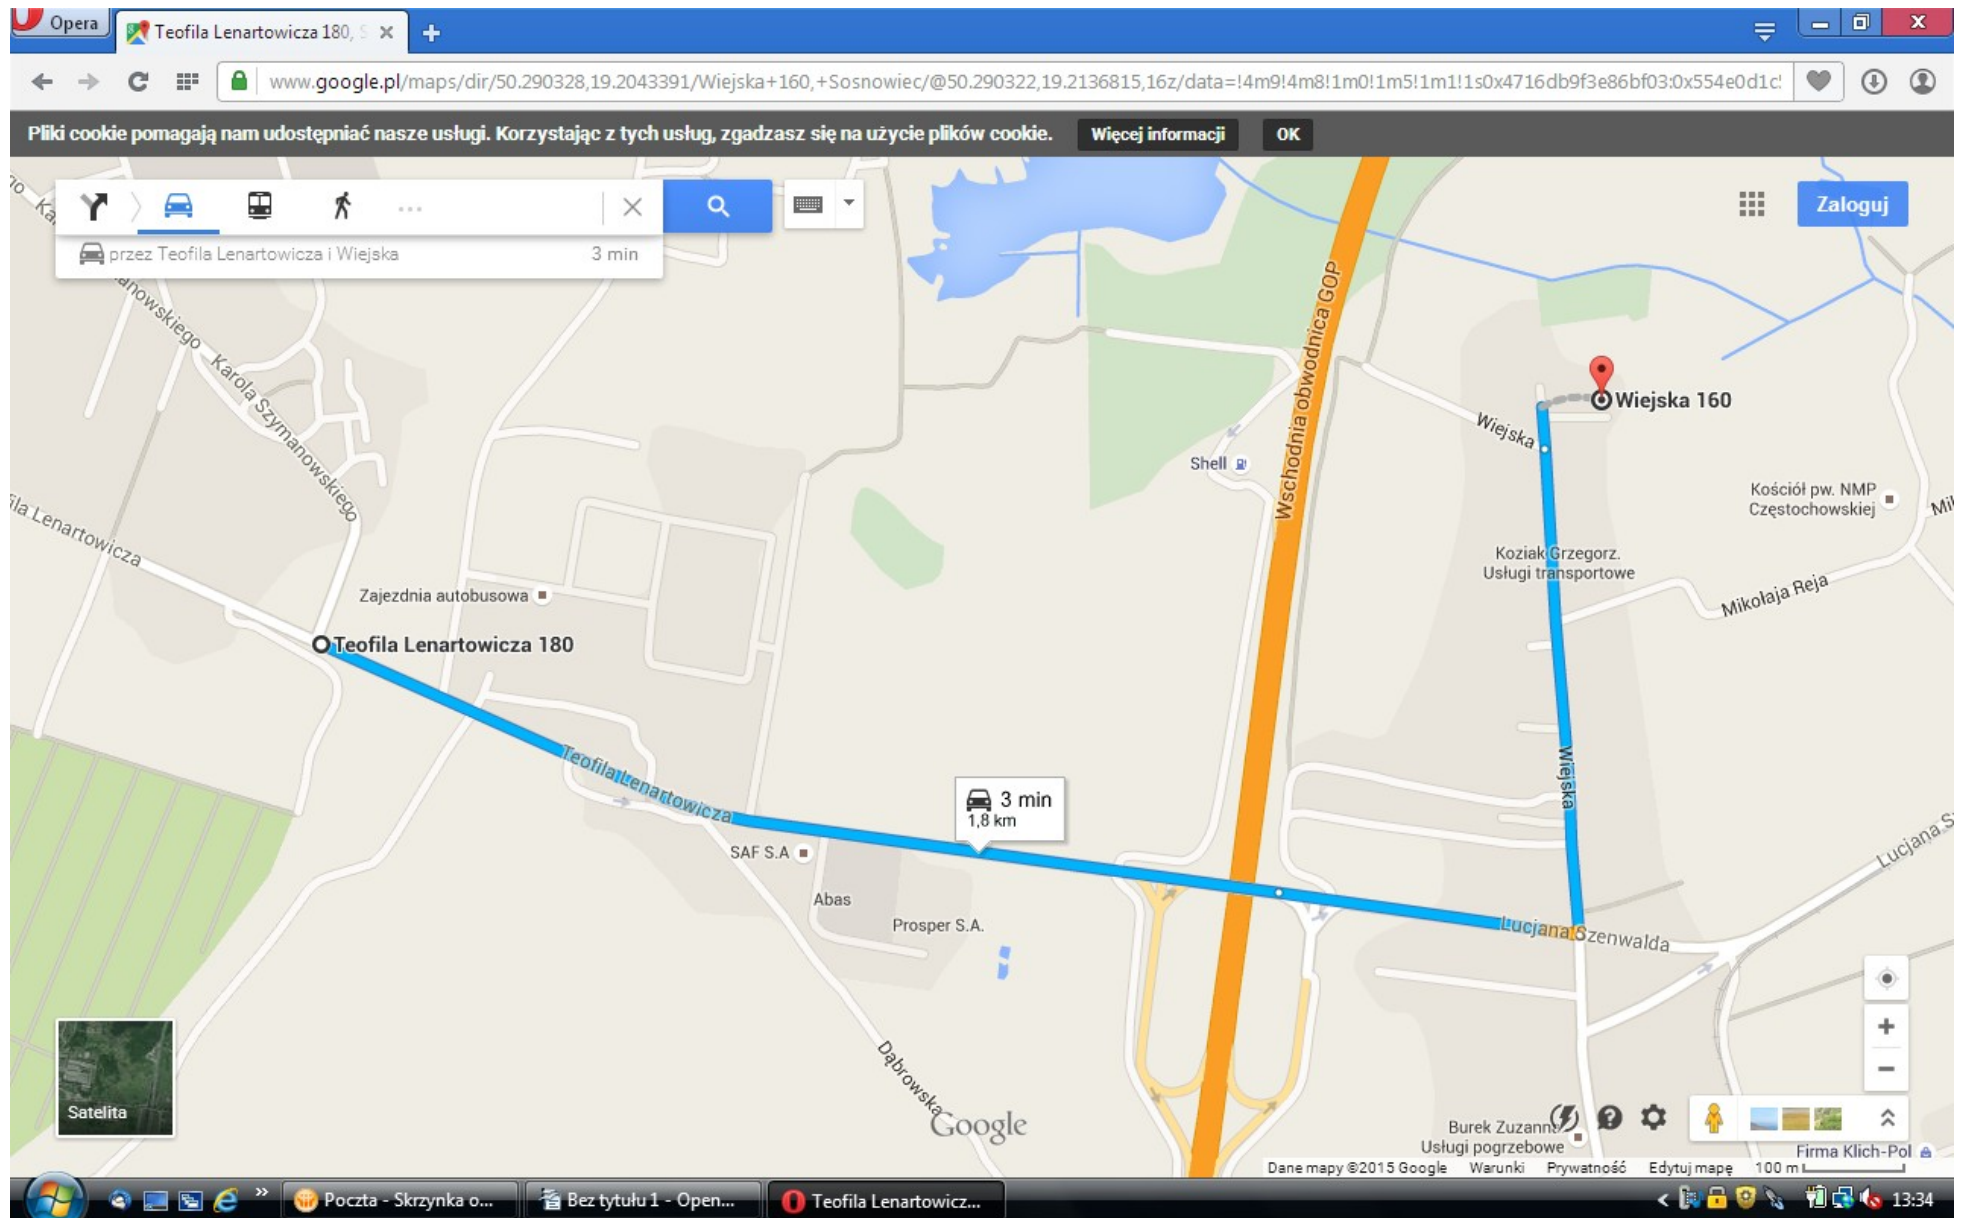 Opera
Teofila Lenartowicza 180, S
www.google.pl/maps/dir/50.290328,19.2043391/Wiejska+160,+Sosnowiec/@50.290322,19.2136815,16z/data=!4m9!4m8!1m0!1m5!1m1!1s0x4716db9f3e86bf03:0x554e0d1c
Pliki cookie pomagają nam udostępniać nasze usługi. Korzystając z tych usług, zgadzasz się na użycie plików cookie.
Więcej informacji
OK
Zaloguj
przez Teofila Lenartowicza i Wiejska
3 min
anowskiego
Karola Szymanowskiego
Wschodnia obwodnica GOP
Wiejska 160
Wiejska
Shell
Kościół pw. NMP
Częstochowskiej
Mi
ila Lenartowicza
Koziak Grzegorz.
Usługi transportowe
Zajezdnia autobusowa
Mikołaja Reja
Teofila Lenartowicza 180
Teofila Lenartowicza
Wiejska
3 min
1,8 km
Lucjana S
SAF S.A
Abas
Prosper S.A.
Lucjana Szenwalda
Dąbrowska
Satelita
Google
Burek Zuzann
Usługi pogrzebowe
Firma Klich-Pol
Dane mapy ©2015 Google
Warunki
Prywatność
Edytuj mapę
100 m
Poczta - Skrzynka o...
Bez tytułu 1 - Open...
Teofila Lenartowicz...
13:34